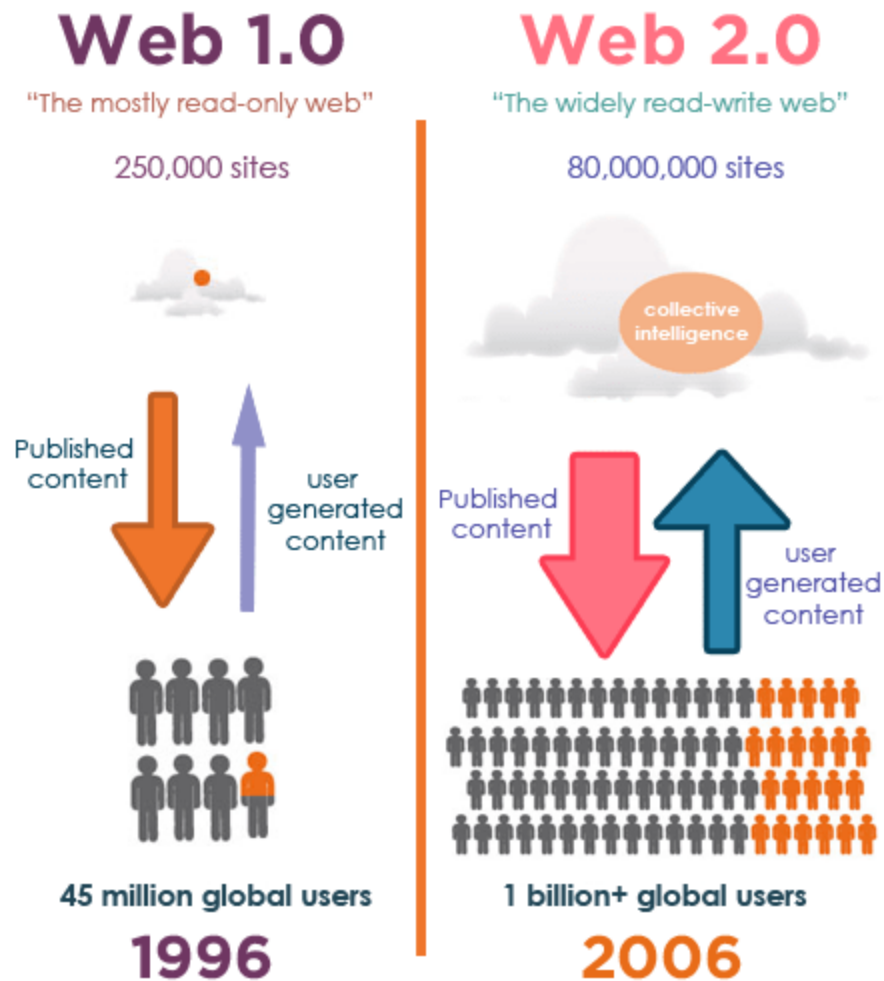 Web 1.0
“The mostly read-only web”
250,000 sites
Published
content
user
generated
content
45 million global users
1996
Web 2.0
“The widely read-write web”
80,000,000 sites
collective
intelligence
Published
content
user
generated
content
1 billion+ global users
2006